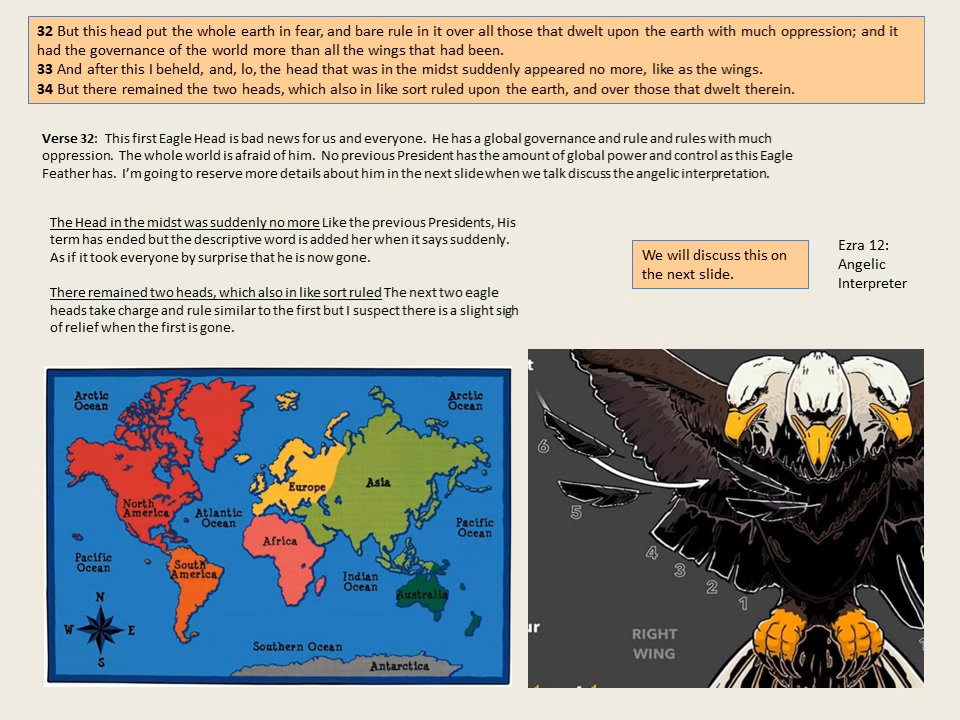 32 But this head put the whole earth in fear, and bare rule in it over all those that dwelt upon the earth with much oppression; and it
had the governance of the world more than all the wings that had been.
33 And after this I beheld, and, lo, the head that was in the midst suddenly appeared no more, like as the wings.
34 But there remained the two heads, which also in like sort ruled upon the earth, and over those that dwelt therein.
Verse 32: This first Eagle Head is bad news for us and everyone. He has a global governance and rule and rules with much
oppression. The whole world is afraid of him. No previous President has the amount of global power and control as this Eagle
Feather has. I'm going to reserve more details about him in the next slide when we talk discuss the angelic interpretation.
The Head in the midst was suddenly no more Like the previous Presidents, His
term has ended but the descriptive word is added her when it says suddenly.
As if it took everyone by surprise that he is now gone.
There remained two heads, which also in like sort ruled The next two eagle
heads take charge and rule similar to the first but I suspect there is a slight sigh
of relief when the first is gone.
We will discuss this on
the next slide.
Ezra 12:
Angelic
Interpreter
Arctic
Ocean
Arctic
Ocean
North
America
Atlantic
Ocean
Europe
Asia
Africa
Pacific
Ocean
Pacific
Ocean
South
America
Indian
Ocean
Australia
N
W
E
S
Southern Ocean
Antarctica
t
6
5
4
3
2
1
ur
RIGHT
WING
1